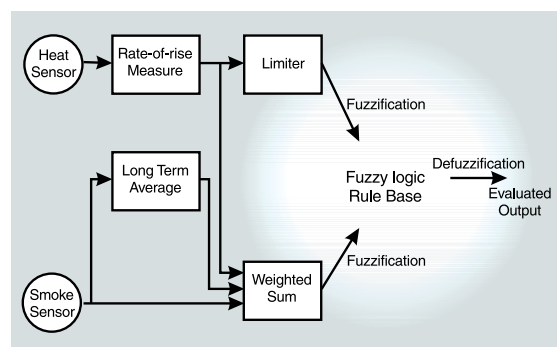 Heat
Sensor
Rate-of-rise
Measure
Limiter
Fuzzification
Long Term
Average
Fuzzy logic
Rule Base
Defuzzification
Evaluated
Output
Fuzzification
Smoke
Sensor
Weighted
Sum